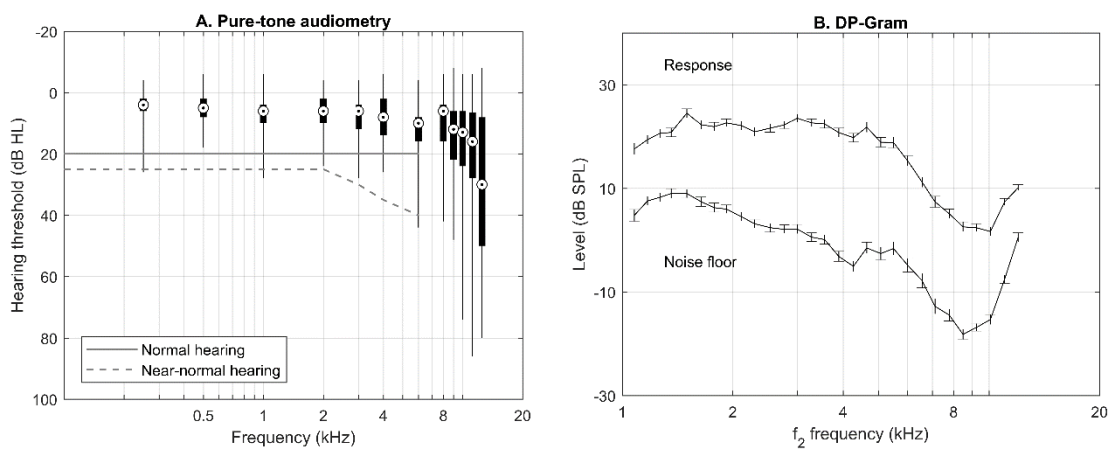 A. Pure-tone audiometry
-20
0
20
40
60
80
100
Hearing threshold (dB HL)
Normal hearing
Near-normal hearing
0.5
1
2
4
8
20
Frequency (kHz)
B. DP-Gram
30
10
-10
-30
Level (dB SPL)
Response
Noise floor
1
2
4
8
20
f₂ frequency (kHz)